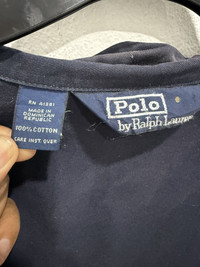 RN 41381
MADE IN
DOMINICAN
REPUBLIC
100% COTTON
CARE INST. OVER
Polo
by Ralph Lauren